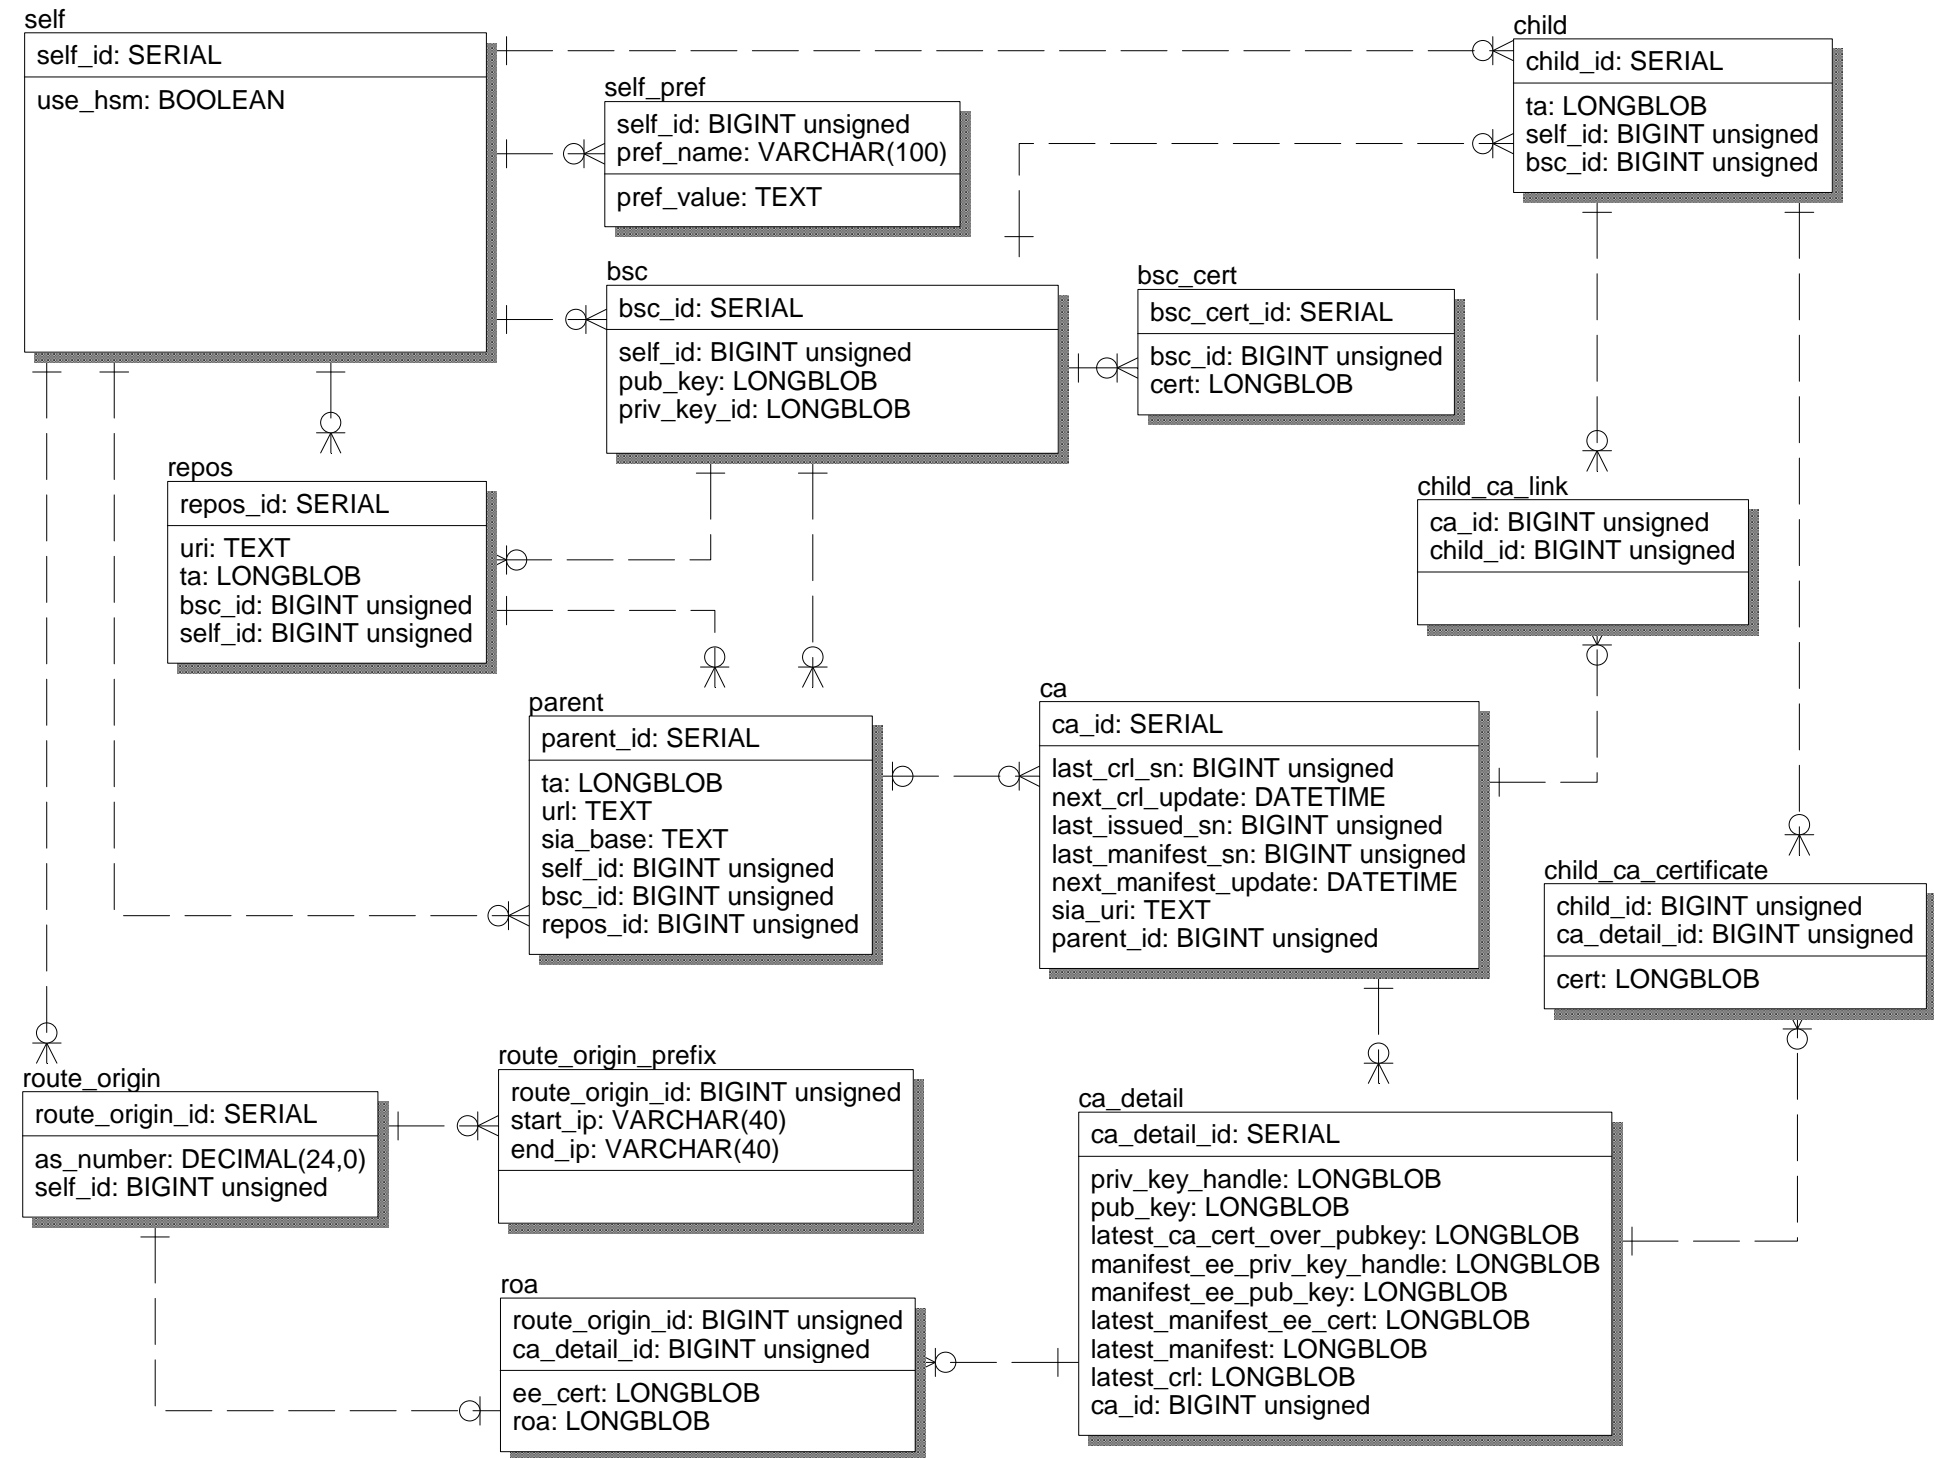 self
self_id: SERIAL
use_hsm: BOOLEAN
self_pref
self_id: BIGINT unsigned
pref_name: VARCHAR(100)
pref_value: TEXT
child
child_id: SERIAL
ta: LONGBLOB
self_id: BIGINT unsigned
bsc_id: BIGINT unsigned
bsc
bsc_id: SERIAL
self_id: BIGINT unsigned
pub_key: LONGBLOB
priv_key_id: LONGBLOB
bsc_cert
bsc_cert_id: SERIAL
bsc_id: BIGINT unsigned
cert: LONGBLOB
repos
repos_id: SERIAL
uri: TEXT
ta: LONGBLOB
bsc_id: BIGINT unsigned
self_id: BIGINT unsigned
child_ca_link
ca_id: BIGINT unsigned
child_id: BIGINT unsigned
parent
parent_id: SERIAL
ta: LONGBLOB
url: TEXT
sia_base: TEXT
self_id: BIGINT unsigned
bsc_id: BIGINT unsigned
repos_id: BIGINT unsigned
ca
ca_id: SERIAL
last_crl_sn: BIGINT unsigned
next_crl_update: DATETIME
last_issued_sn: BIGINT unsigned
last_manifest_sn: BIGINT unsigned
next_manifest_update: DATETIME
sia_uri: TEXT
parent_id: BIGINT unsigned
child_ca_certificate
child_id: BIGINT unsigned
ca_detail_id: BIGINT unsigned
cert: LONGBLOB
route_origin
route_origin_id: SERIAL
as_number: DECIMAL(24,0)
self_id: BIGINT unsigned
route_origin_prefix
route_origin_id: BIGINT unsigned
start_ip: VARCHAR(40)
end_ip: VARCHAR(40)
ca_detail
ca_detail_id: SERIAL
priv_key_handle: LONGBLOB
pub_key: LONGBLOB
latest_ca_cert_over_pubkey: LONGBLOB
manifest_ee_priv_key_handle: LONGBLOB
manifest_ee_pub_key: LONGBLOB
latest_manifest_ee_cert: LONGBLOB
latest_manifest: LONGBLOB
latest_crl: LONGBLOB
ca_id: BIGINT unsigned
roa
route_origin_id: BIGINT unsigned
ca_detail_id: BIGINT unsigned
ee_cert: LONGBLOB
roa: LONGBLOB